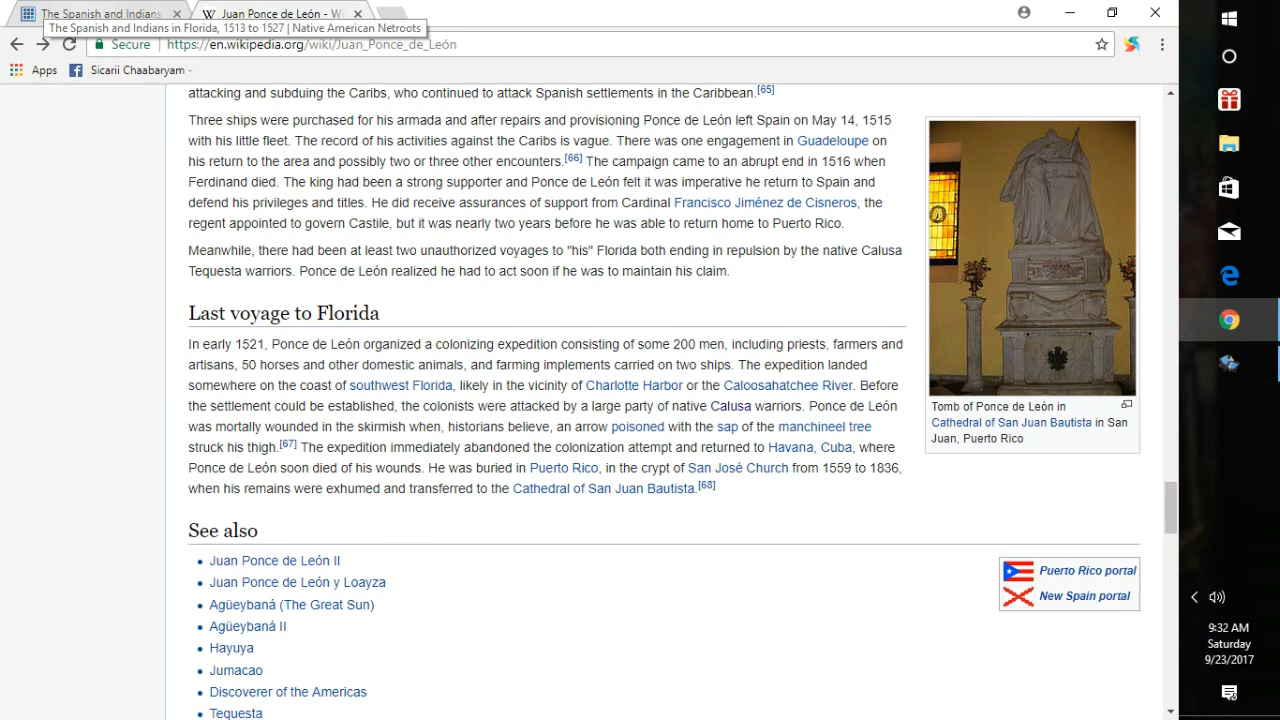 The Spanish and Indians
Juan Ponce de León - Wi
The Spanish and Indians in Florida, 1513 to 1527 | Native American Netroots
Secure
https://en.wikipedia.org/wiki/Juan_Ponce_de_León
Apps
Sicarii Chaabaryam -
attacking and subduing the Caribs, who continued to attack Spanish settlements in the Caribbean.[65]
Three ships were purchased for his armada and after repairs and provisioning Ponce de León left Spain on May 14, 1515
with his little fleet. The record of his activities against the Caribs is vague. There was one engagement in Guadeloupe on
his return to the area and possibly two or three other encounters.[66] The campaign came to an abrupt end in 1516 when
Ferdinand died. The king had been a strong supporter and Ponce de León felt it was imperative he return to Spain and
defend his privileges and titles. He did receive assurances of support from Cardinal Francisco Jiménez de Cisneros, the
regent appointed to govern Castile, but it was nearly two years before he was able to return home to Puerto Rico.
Meanwhile, there had been at least two unauthorized voyages to "his" Florida both ending in repulsion by the native Calusa
Tequesta warriors. Ponce de León realized he had to act soon if he was to maintain his claim.
Last voyage to Florida
In early 1521, Ponce de León organized a colonizing expedition consisting of some 200 men, including priests, farmers and
artisans, 50 horses and other domestic animals, and farming implements carried on two ships. The expedition landed
somewhere on the coast of southwest Florida, likely in the vicinity of Charlotte Harbor or the Caloosahatchee River. Before
the settlement could be established, the colonists were attacked by a large party of native Calusa warriors. Ponce de León
was mortally wounded in the skirmish when, historians believe, an arrow poisoned with the sap of the manchineel tree
struck his thigh.[67] The expedition immediately abandoned the colonization attempt and returned to Havana, Cuba, where
Ponce de León soon died of his wounds. He was buried in Puerto Rico, in the crypt of San José Church from 1559 to 1836,
when his remains were exhumed and transferred to the Cathedral of San Juan Bautista.[68]
Tomb of Ponce de León in
Cathedral of San Juan Bautista in San
Juan, Puerto Rico
See also
Juan Ponce de León II
Juan Ponce de León y Loayza
Agüeybaná (The Great Sun)
Agüeybaná II
Hayuya
Jumacao
Discoverer of the Americas
Tequesta
Puerto Rico portal
New Spain portal
9:32 AM
Saturday
9/23/2017